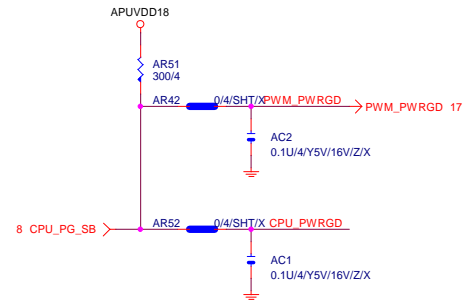 APUVDD18
AR51
300/4
AR42 0/4/SHT/X PWM_PWRGD PWM_PWRGD 17
AC2
0.1U/4/Y5V/16V/Z/X
8 CPU_PG_SB AR52 0/4/SHT/X CPU_PWRGD
AC1
0.1U/4/Y5V/16V/Z/X